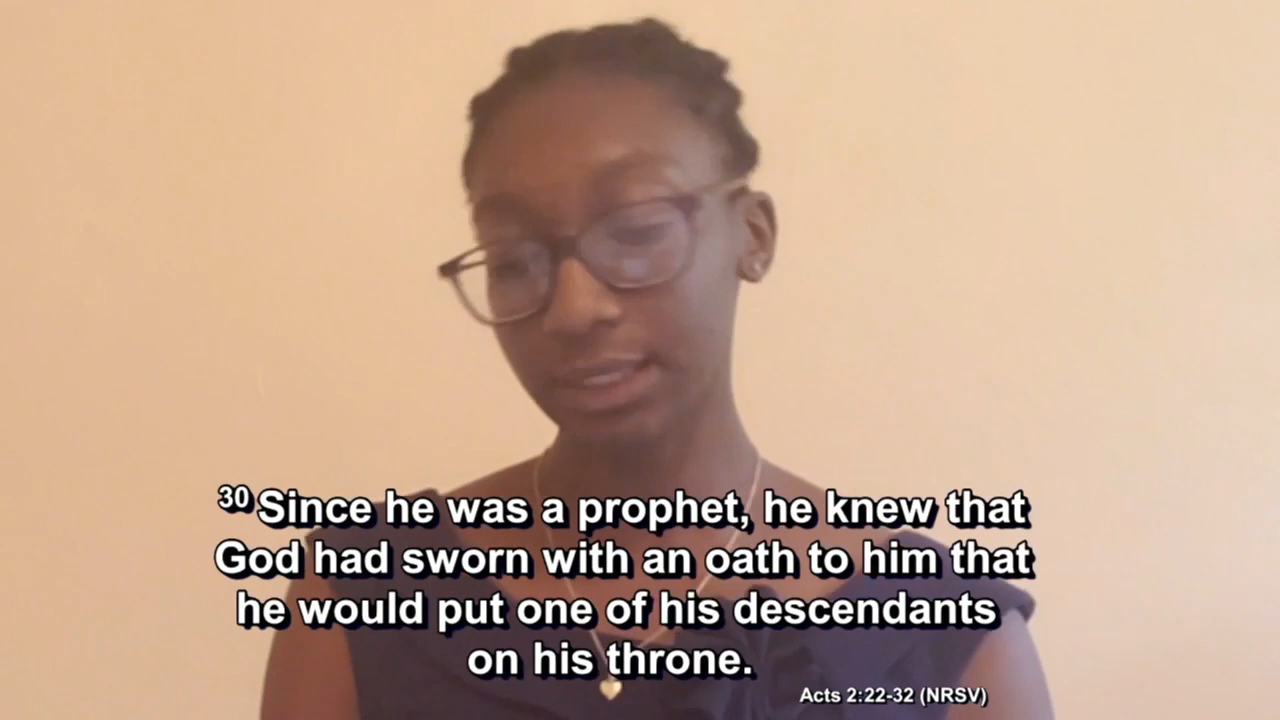 30 Since he was a prophet, he knew that
God had sworn with an oath to him that
he would put one of his descendants
on his throne.
Acts 2:22-32 (NRSV)